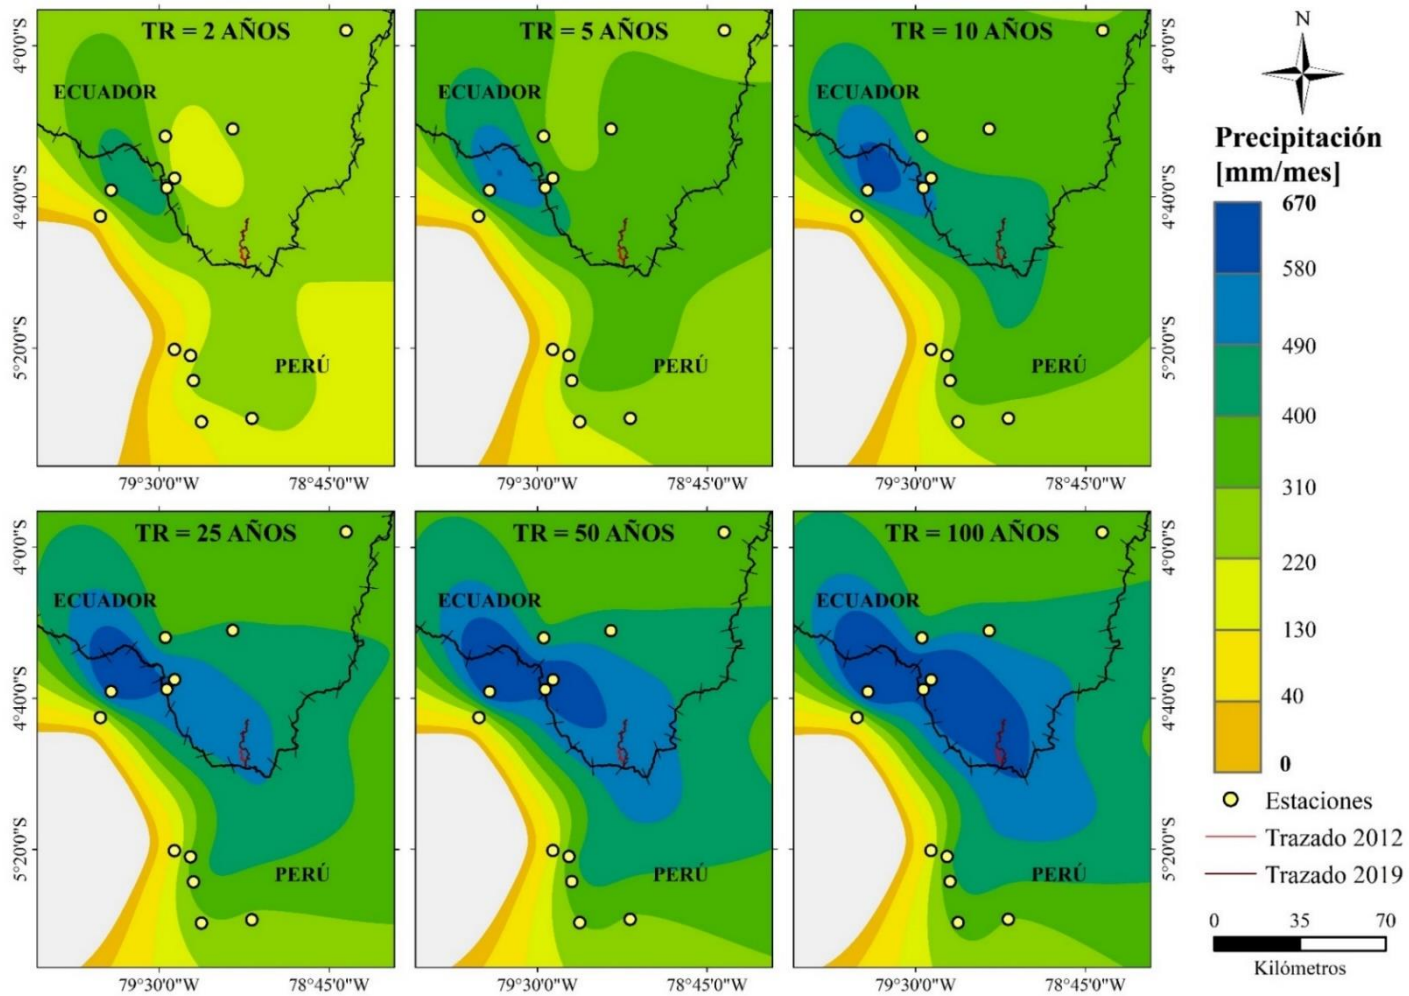 TR = 2 AÑOS
ECUADOR
PERÚ
4°0'0"S
4°40'0"S
5°20'0"S
79°30'0"W
78°45'0"W
TR = 5 AÑOS
ECUADOR
PERÚ
79°30'0"W
78°45'0"W
TR = 10 AÑOS
ECUADOR
PERÚ
4°0'0"S
4°40'0"S
5°20'0"S
79°30'0"W
78°45'0"W
TR = 25 AÑOS
ECUADOR
PERÚ
4°0'0"S
4°40'0"S
5°20'0"S
79°30'0"W
78°45'0"W
TR = 50 AÑOS
ECUADOR
PERÚ
79°30'0"W
78°45'0"W
TR = 100 AÑOS
ECUADOR
PERÚ
4°0'0"S
4°40'0"S
5°20'0"S
79°30'0"W
78°45'0"W
N
Precipitación
[mm/mes]
670
580
490
400
310
220
130
40
0
Estaciones
Trazado 2012
Trazado 2019
0 35 70
Kilómetros